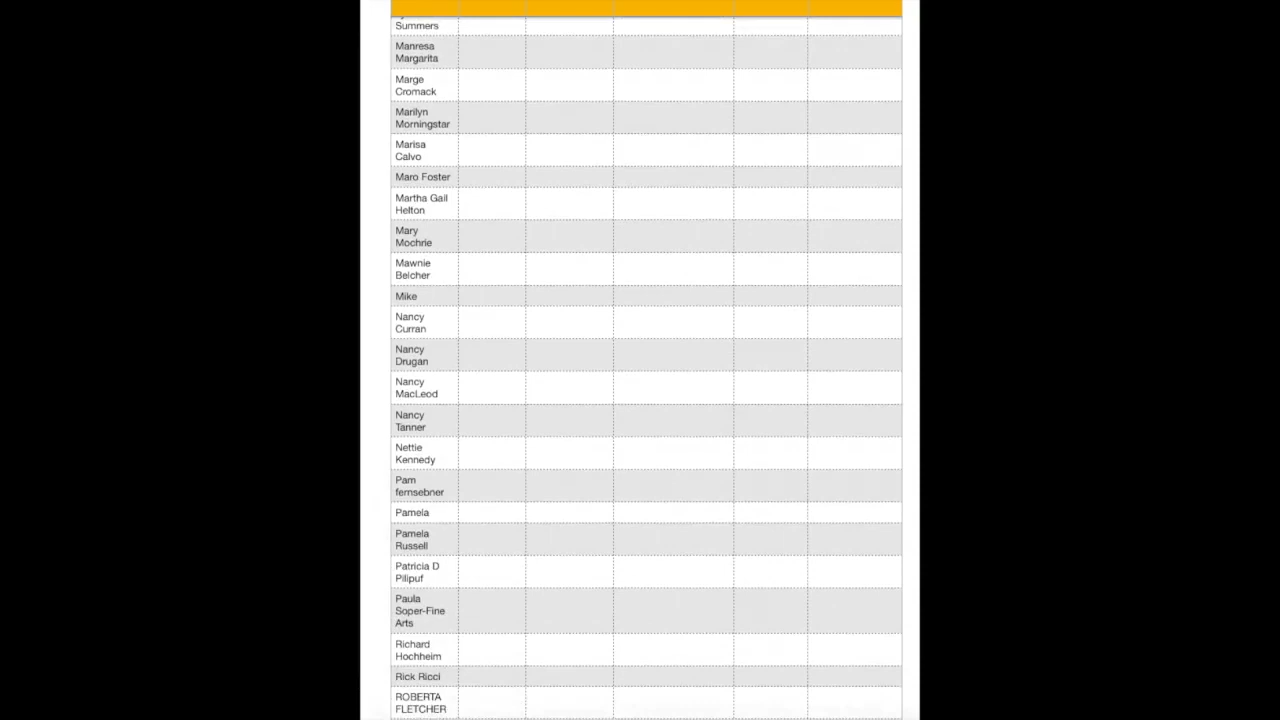 Summers
Manresa
Margarita
Marge
Cromack
Marilyn
Morningstar
Marisa
Calvo
Maro Foster
Martha Gail
Helton
Mary
Mochrie
Mawnie
Belcher
Mike
Nancy
Curran
Nancy
Drugan
Nancy
MacLeod
Nancy
Tanner
Nettie
Kennedy
Pam
fernsebner
Pamela
Pamela
Russell
Patricia D
Pilipuf
Paula
Soper-Fine
Arts
Richard
Hochheim
Rick Ricci
ROBERTA
FLETCHER